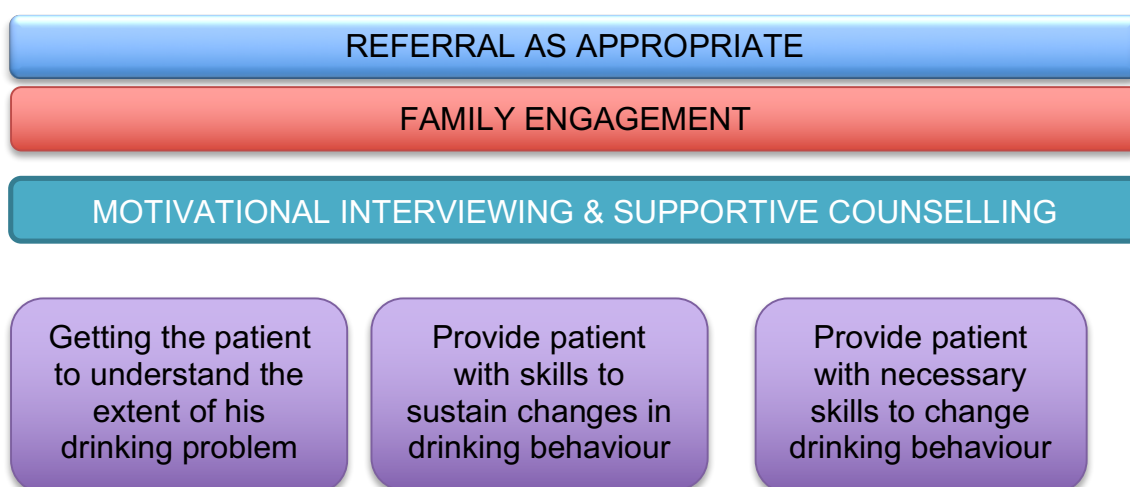 REFERRAL AS APPROPRIATE
FAMILY ENGAGEMENT
MOTIVATIONAL INTERVIEWING & SUPPORTIVE COUNSELLING
Getting the patient
to understand the
extent of his
drinking problem
Provide patient
with skills to
sustain changes in
drinking behaviour
Provide patient
with necessary
skills to change
drinking behaviour